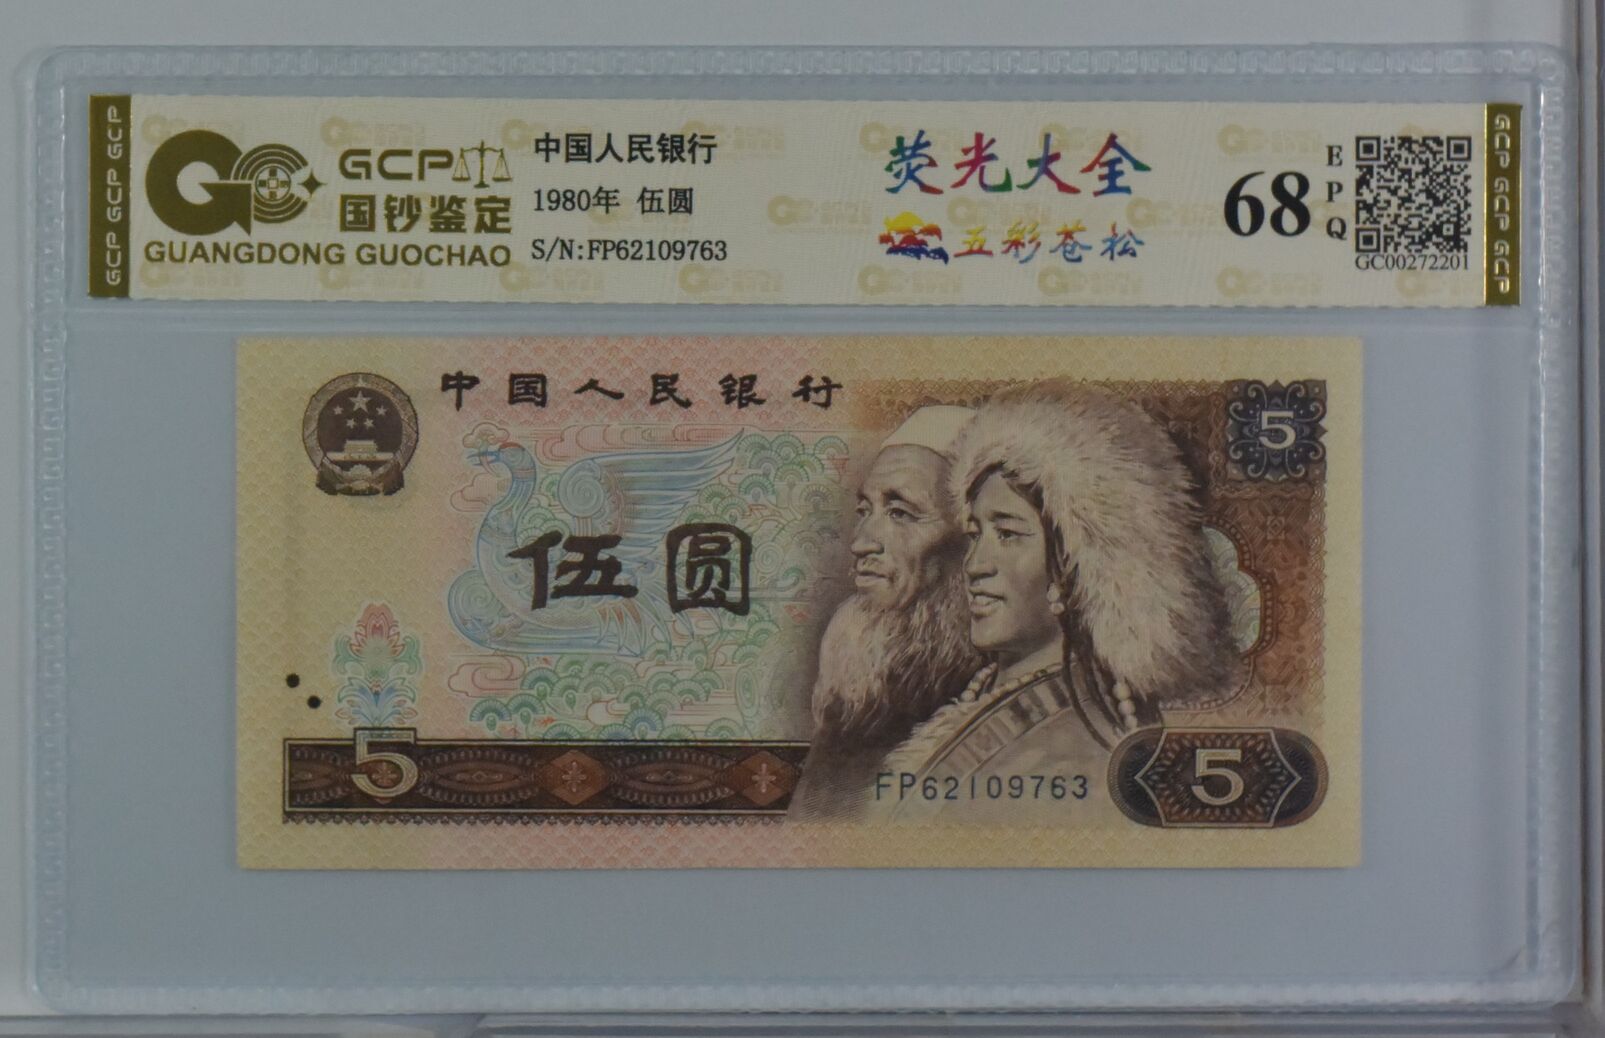 GCP GCP GCP
GCP
国钞鉴定
GUANGDONG GUOCHAO
中国人民银行
1980年 伍圆
S/N:FP62109763
荧光大全
五彩苍松
68
EPQ
GC00272201
GCP GCP GCP
中国人民银行
5
伍圆
5
FP62109763
5